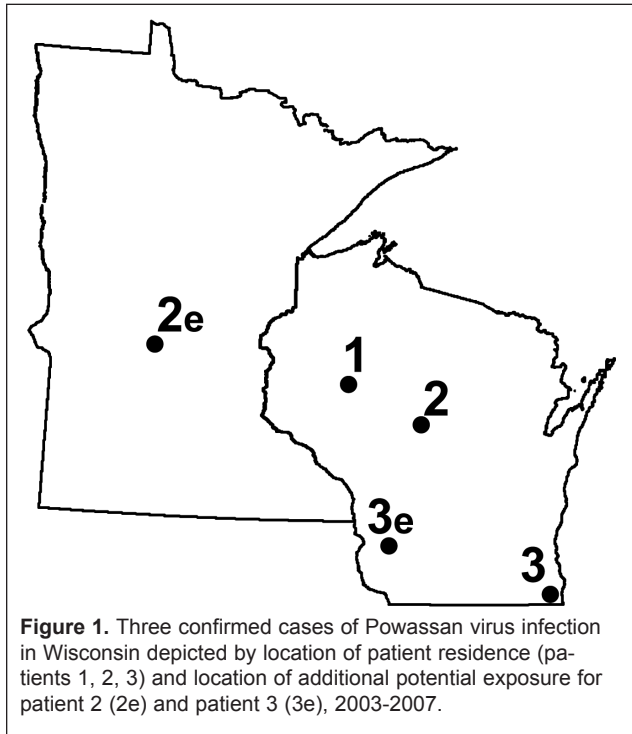 2e
1
2
3e
3
Figure 1. Three confirmed cases of Powassan virus infection
in Wisconsin depicted by location of patient residence (pa-
tients 1, 2, 3) and location of additional potential exposure for
patient 2 (2e) and patient 3 (3e), 2003-2007.